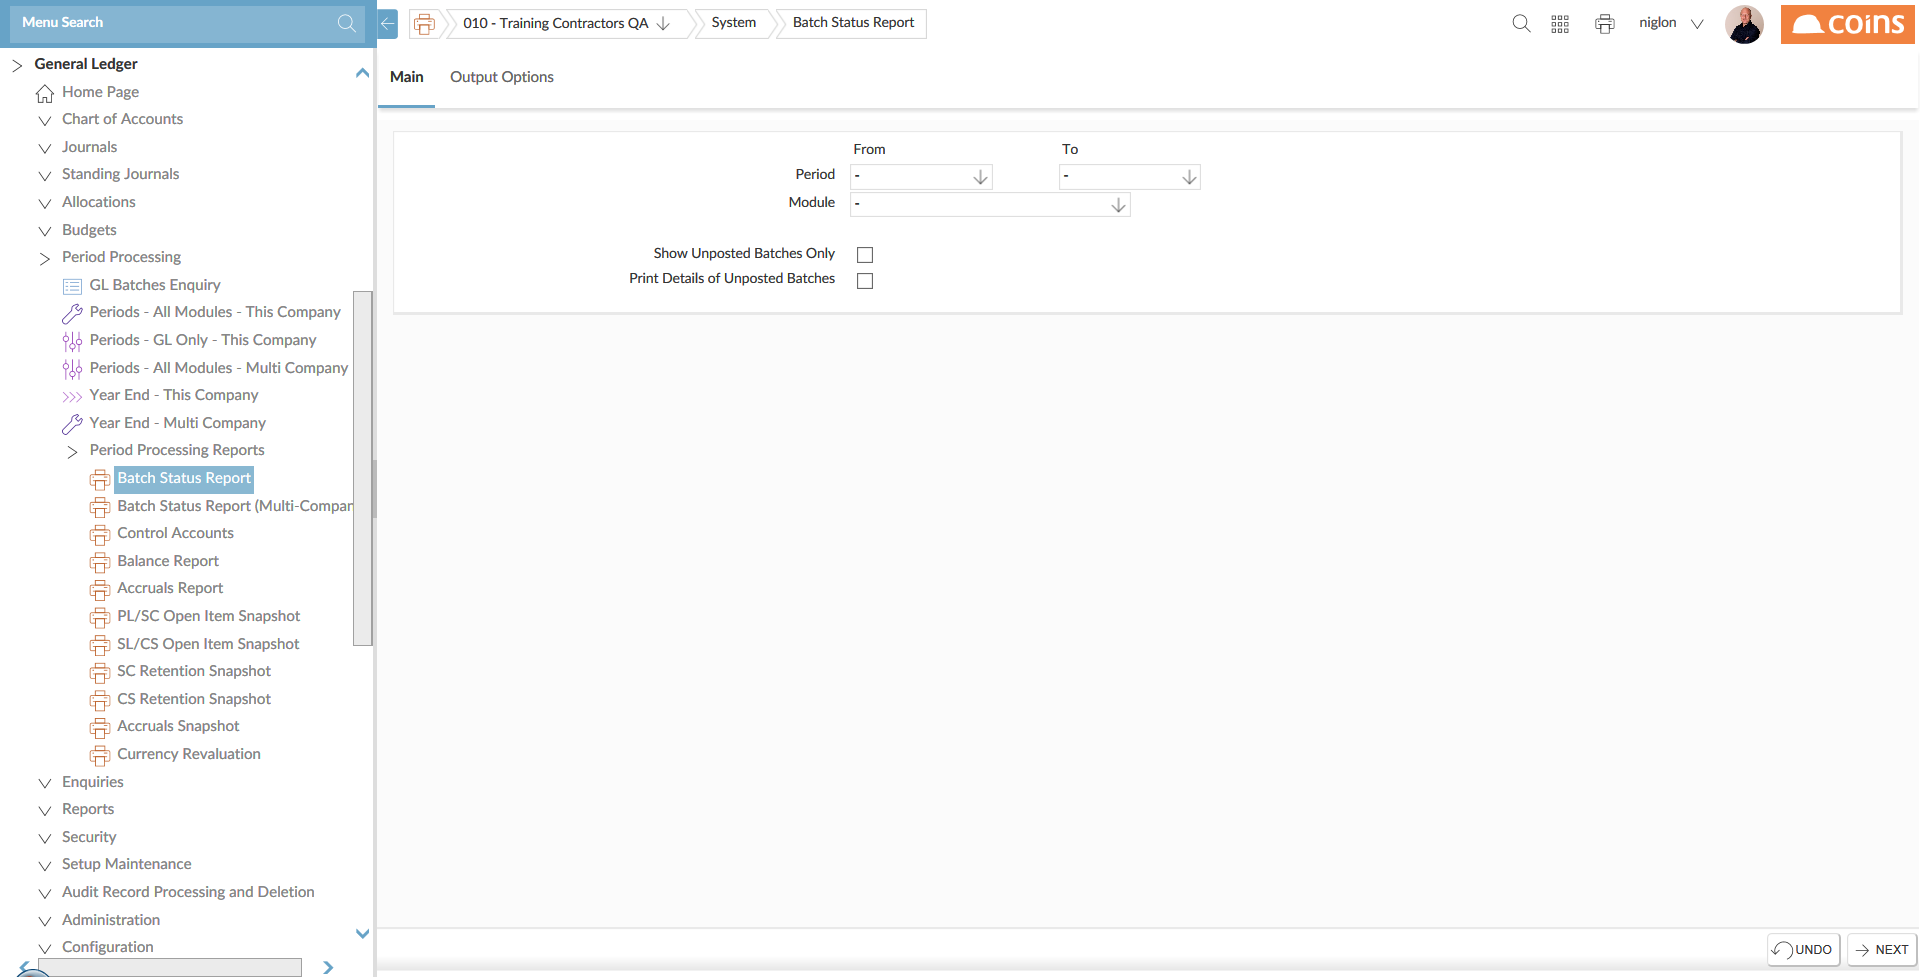 Menu Search
010 - Training Contractors QA
System
Batch Status Report
niglon
coins
General Ledger
Home Page
Chart of Accounts
Journals
Standing Journals
Allocations
Budgets
Period Processing
GL Batches Enquiry
Periods - All Modules - This Company
Periods - GL Only - This Company
Periods - All Modules - Multi Company
Year End - This Company
Year End - Multi Company
Period Processing Reports
Batch Status Report
Batch Status Report (Multi-Compan
Control Accounts
Balance Report
Accruals Report
PL/SC Open Item Snapshot
SL/CS Open Item Snapshot
SC Retention Snapshot
CS Retention Snapshot
Accruals Snapshot
Currency Revaluation
Enquiries
Reports
Security
Setup Maintenance
Audit Record Processing and Deletion
Administration
Configuration
Main
Output Options
From To
Period - -
Module -
Show Unposted Batches Only
Print Details of Unposted Batches
UNDO
NEXT